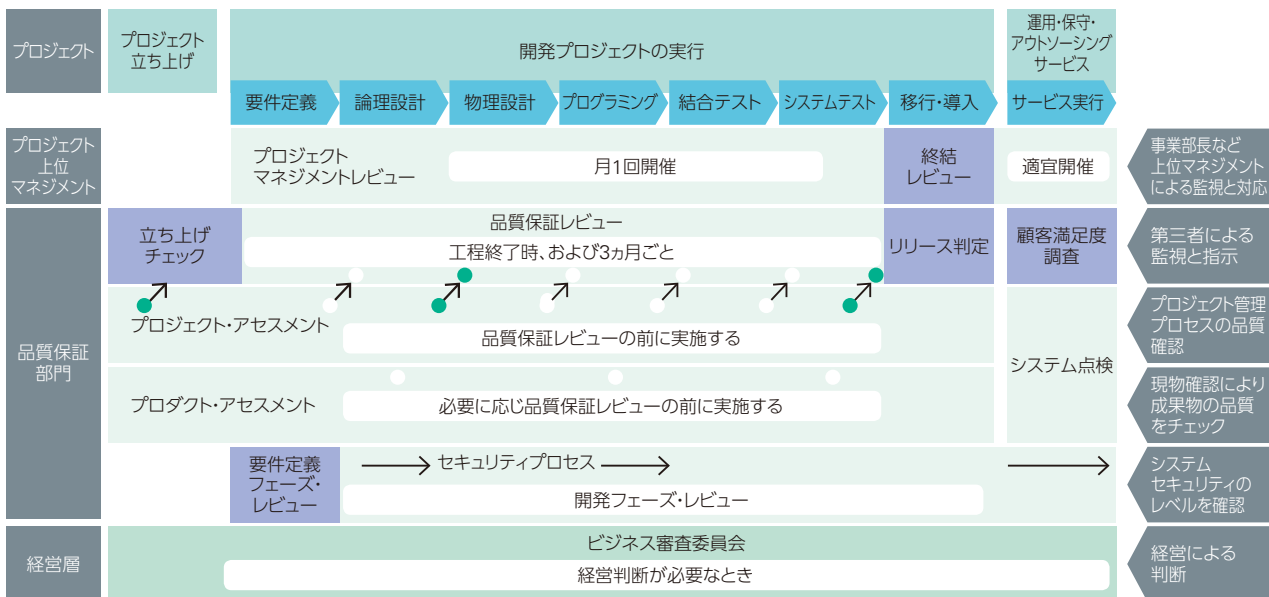 プロジェクト
プロジェクト
立ち上げ
開発プロジェクトの実行
運用・保守・
アウトソーシング
サービス
要件定義
論理設計
物理設計
プログラミング
結合テスト
システムテスト
移行・導入
サービス実行
プロジェクト
上位
マネジメント
プロジェクト
マネジメントレビュー
月1回開催
終結
レビュー
適宜開催
事業部長など
上位マネジメント
による監視と対応
品質保証
部門
立ち上げ
チェック
品質保証レビュー
工程終了時、および3ヵ月ごと
リリース判定
顧客満足度
調査
第三者による
監視と指示
プロジェクト・アセスメント
品質保証レビューの前に実施する
システム点検
プロジェクト管理
プロセスの品質
確認
プロダクト・アセスメント
必要に応じ品質保証レビューの前に実施する
現物確認により
成果物の品質
をチェック
要件定義
フェーズ・
レビュー
セキュリティプロセス
開発フェーズ・レビュー
システム
セキュリティの
レベルを確認
経営層
ビジネス審査委員会
経営判断が必要なとき
経営による
判断